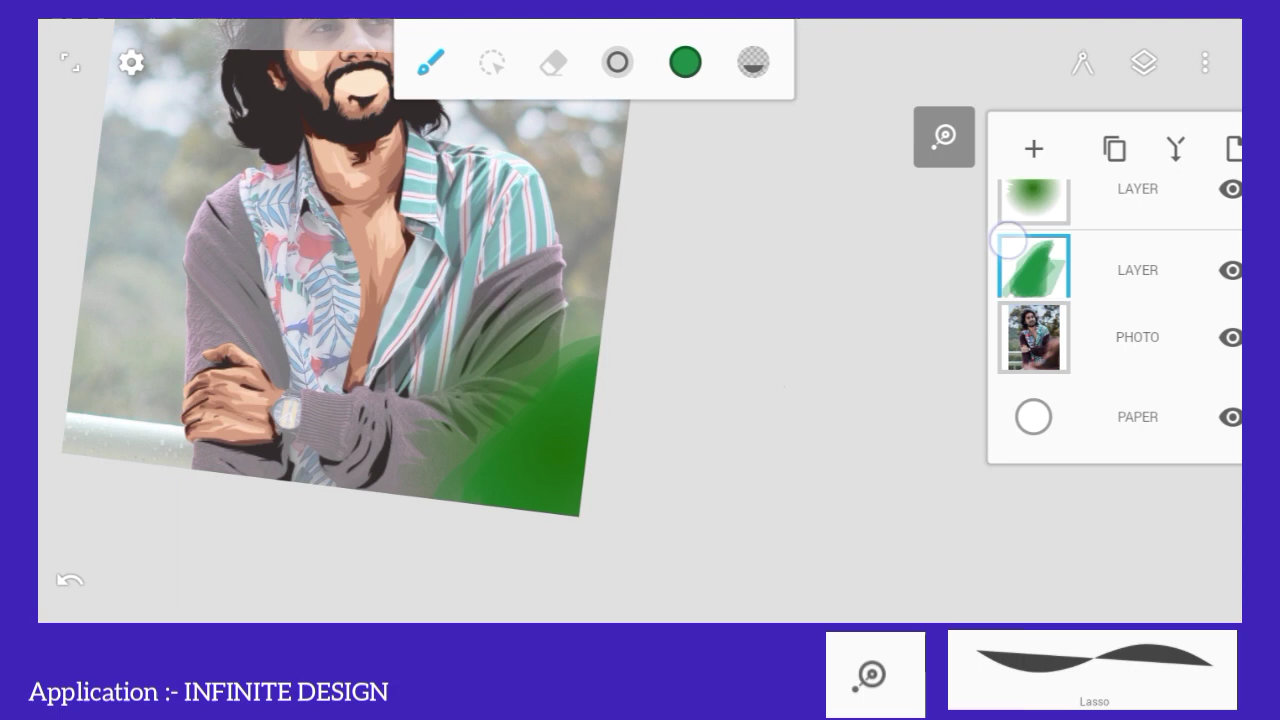 LAYER
LAYER
PHOTO
PAPER
Application :- INFINITE DESIGN
Lasso